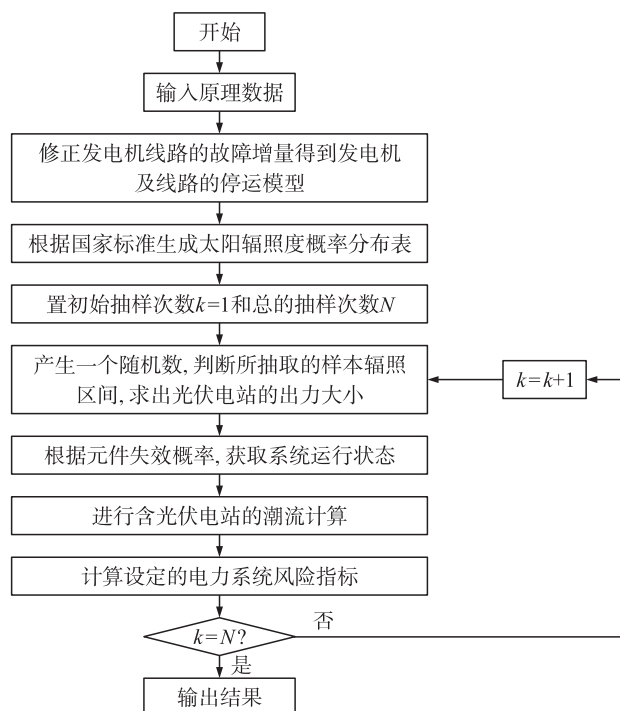 开始
输入原理数据
修正发电机线路的故障增量得到发电机
及线路的停运模型
根据国家标准生成太阳辐照度概率分布表
置初始抽样次数k=1和总的抽样次数N
产生一个随机数, 判断所抽取的样本辐照
区间, 求出光伏电站的出力大小
k=k+1
根据元件失效概率, 获取系统运行状态
进行含光伏电站的潮流计算
计算设定的电力系统风险指标
k=N?
否
是
输出结果